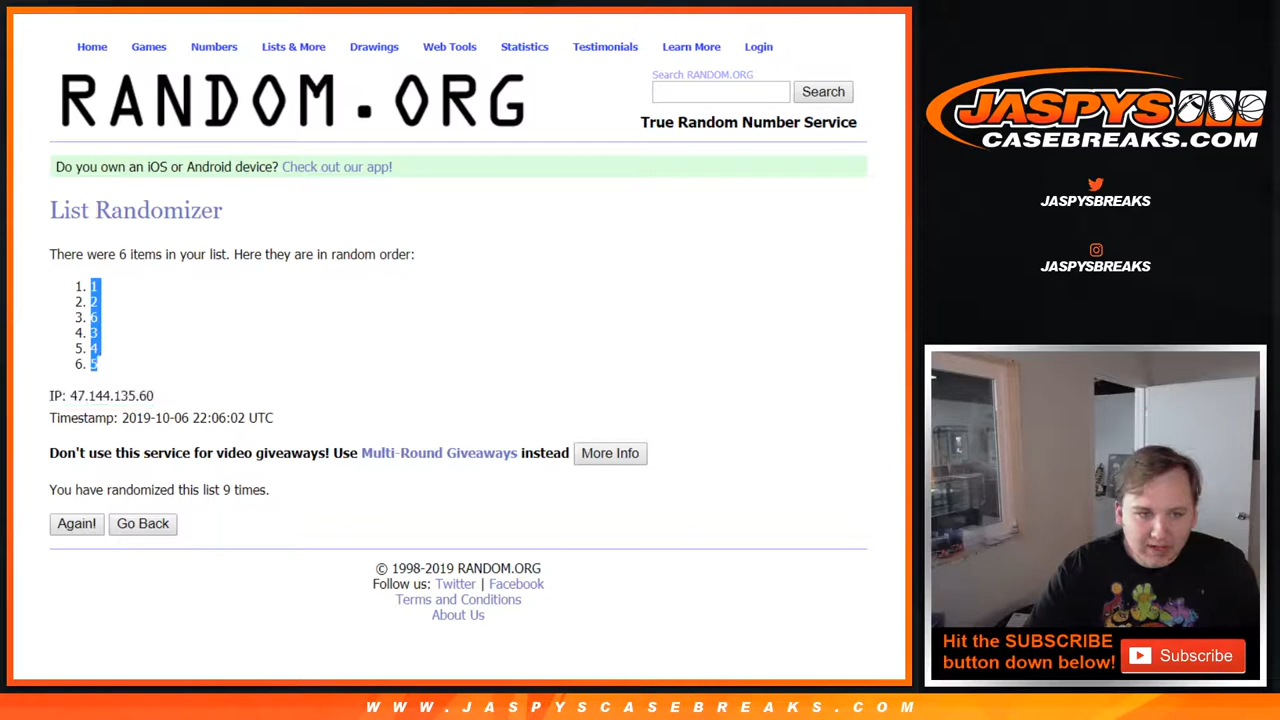 Home Games Numbers Lists & More Drawings Web Tools Statistics Testimonials Learn More Login
RANDOM.ORG
Search RANDOM.ORG
Search
True Random Number Service
Do you own an iOS or Android device? Check out our app!
List Randomizer
There were 6 items in your list. Here they are in random order:
1. 1
2. 2
3. 6
4. 3
5. 4
6. 5
IP: 47.144.135.60
Timestamp: 2019-10-06 22:06:02 UTC
Don't use this service for video giveaways! Use Multi-Round Giveaways instead More Info
You have randomized this list 9 times.
Again! Go Back
© 1998-2019 RANDOM.ORG
Follow us: Twitter | Facebook
Terms and Conditions
About Us
JASPYS
CASEBREAKS.COM
JASPYSBREAKS
JASPYSBREAKS
Hit the SUBSCRIBE
button down below!
Subscribe
WWW.JASPYSCASEBREAKS.COM